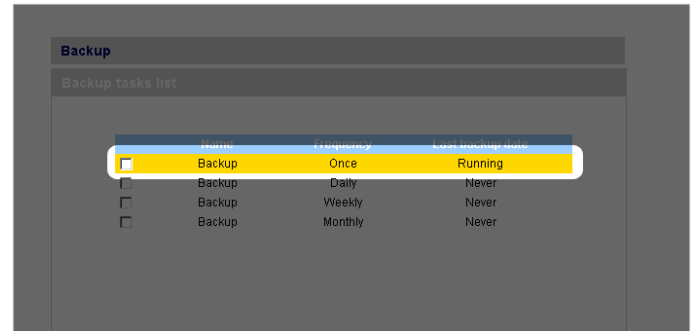 Backup
Backup tasks list
Name Frequency Last backup date
Backup Once Running
Backup Daily Never
Backup Weekly Never
Backup Monthly Never